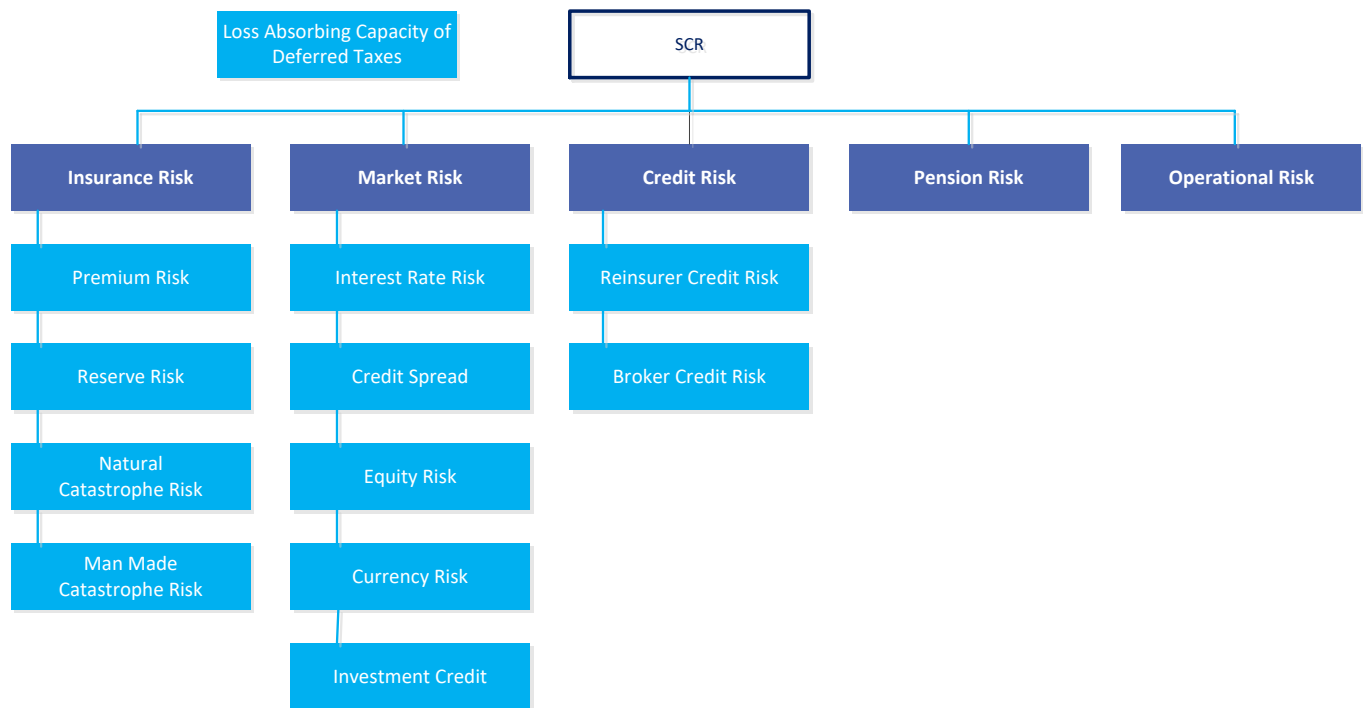 Loss Absorbing Capacity of
Deferred Taxes
SCR
Insurance Risk
Market Risk
Credit Risk
Pension Risk
Operational Risk
Premium Risk
Interest Rate Risk
Reinsurer Credit Risk
Reserve Risk
Credit Spread
Broker Credit Risk
Natural
Catastrophe Risk
Equity Risk
Man Made
Catastrophe Risk
Currency Risk
Investment Credit